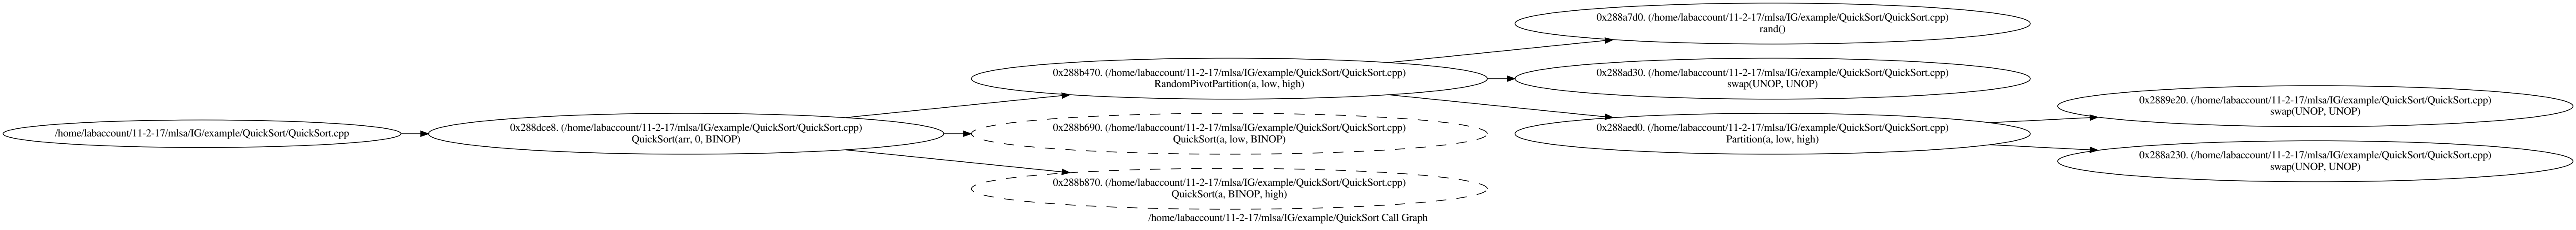 /home/labaccount/11-2-17/mlsa/IG/example/QuickSort/QuickSort.cpp
0x288dce8. (/home/labaccount/11-2-17/mlsa/IG/example/QuickSort/QuickSort.cpp)
QuickSort(arr, 0, BINOP)
0x288b470. (/home/labaccount/11-2-17/mlsa/IG/example/QuickSort/QuickSort.cpp)
RandomPivotPartition(a, low, high)
0x288b690. (/home/labaccount/11-2-17/mlsa/IG/example/QuickSort/QuickSort.cpp)
QuickSort(a, low, BINOP)
0x288b870. (/home/labaccount/11-2-17/mlsa/IG/example/QuickSort/QuickSort.cpp)
QuickSort(a, BINOP, high)
0x288a7d0. (/home/labaccount/11-2-17/mlsa/IG/example/QuickSort/QuickSort.cpp)
rand()
0x288ad30. (/home/labaccount/11-2-17/mlsa/IG/example/QuickSort/QuickSort.cpp)
swap(UNOP, UNOP)
0x288aed0. (/home/labaccount/11-2-17/mlsa/IG/example/QuickSort/QuickSort.cpp)
Partition(a, low, high)
0x2889e20. (/home/labaccount/11-2-17/mlsa/IG/example/QuickSort/QuickSort.cpp)
swap(UNOP, UNOP)
0x288a230. (/home/labaccount/11-2-17/mlsa/IG/example/QuickSort/QuickSort.cpp)
swap(UNOP, UNOP)
/home/labaccount/11-2-17/mlsa/IG/example/QuickSort Call Graph